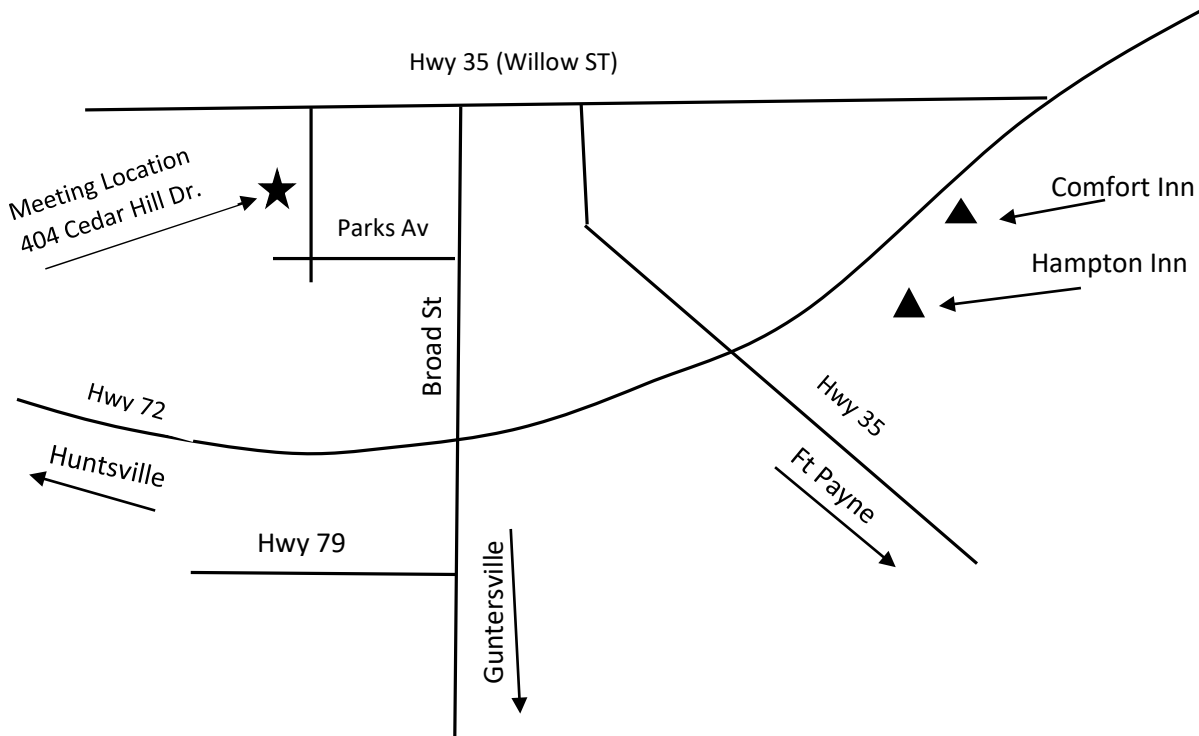 Hwy 35 (Willow ST)
Meeting Location
404 Cedar Hill Dr.
Comfort Inn
Parks Av
Hampton Inn
Broad St
Hwy 72
Hwy 35
Huntsville
Ft Payne
Hwy 79
Guntersville